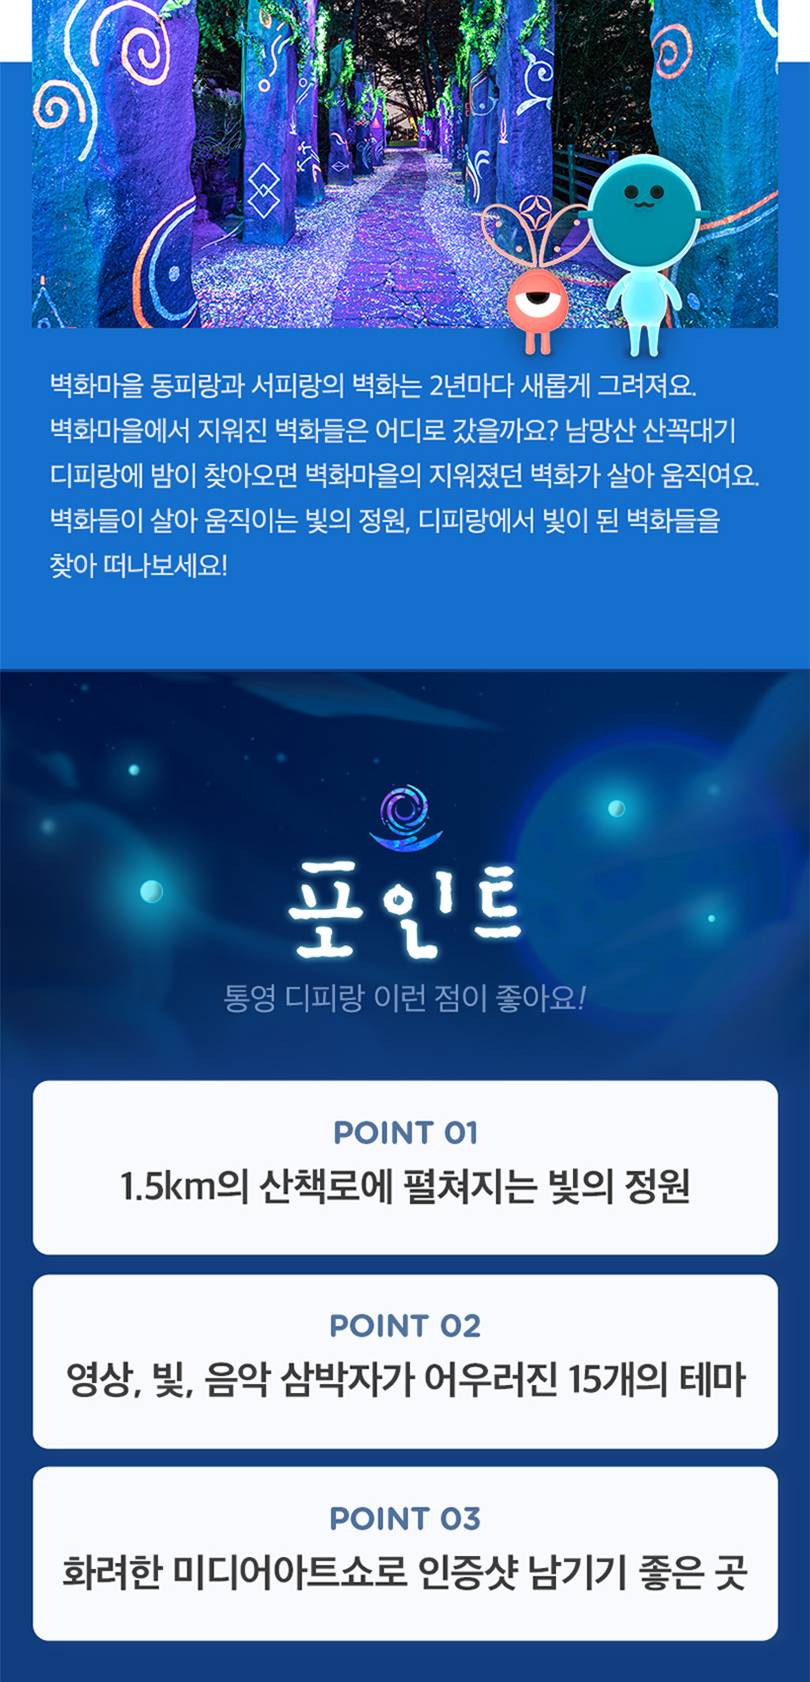 벽화마을 동피랑과 서피랑의 벽화는 2년마다 새롭게 그려져요.
벽화마을에서 지워진 벽화들은 어디로 갔을까요? 남망산 산꼭대기
디피랑에 밤이 찾아오면 벽화마을의 지워졌던 벽화가 살아 움직여요.
벽화들이 살아 움직이는 빛의 정원, 디피랑에서 빛이 된 벽화들을
찾아 떠나보세요!
포인트
통영 디피랑 이런 점이 좋아요!
POINT 01
1.5km의 산책로에 펼쳐지는 빛의 정원
POINT 02
영상, 빛, 음악 삼박자가 어우러진 15개의 테마
POINT 03
화려한 미디어아트쇼로 인증샷 남기기 좋은 곳